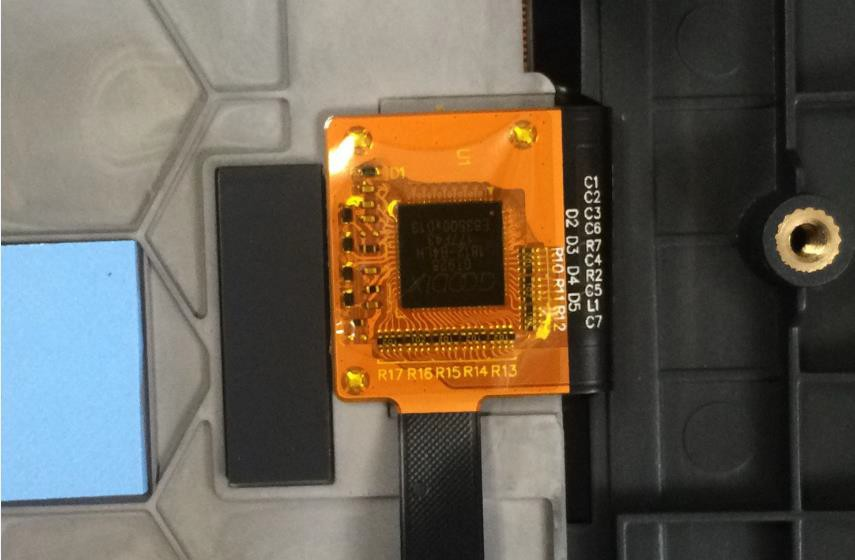 U1
D1
GOODIX
C1
C2
C3
C6
R7
C4
R2
C5
L1
C7
D2 D3 D4 D5
R10 R11 R12
R17 R16 R15 R14 R13